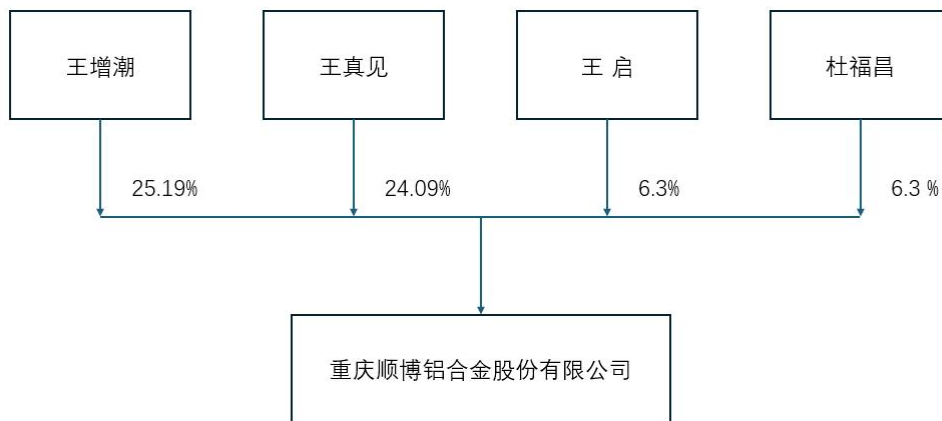 王增潮
王真见
王 启
杜福昌
25.19%
24.09%
6.3%
6.3 %
重庆顺博铝合金股份有限公司